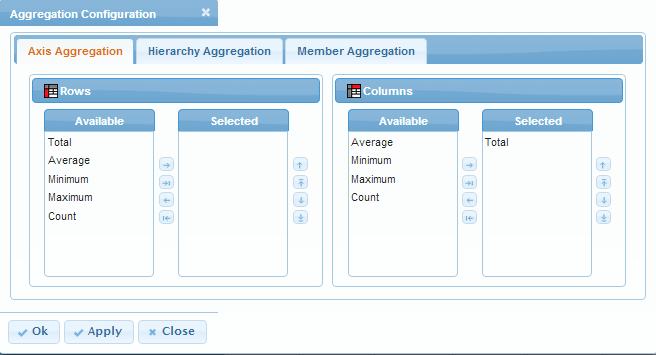 Aggregation Configuration
Axis Aggregation Hierarchy Aggregation Member Aggregation
Rows
Available Selected
Total
Average
Minimum
Maximum
Count
Columns
Available Selected
Average Total
Minimum
Maximum
Count
Ok Apply Close